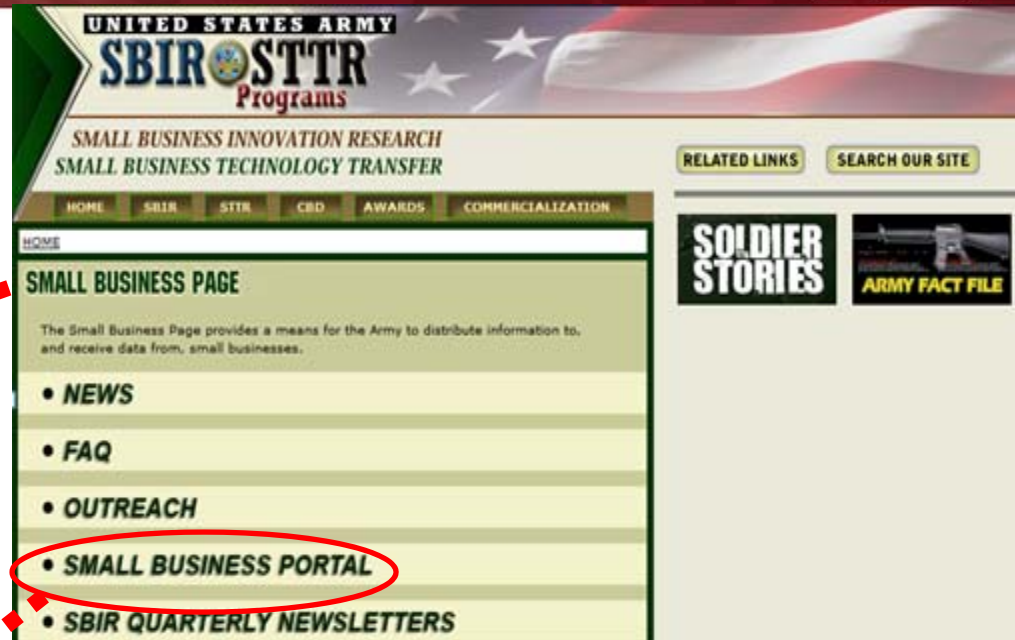 UNITED STATES ARMY
SBIR STTR
Programs
SMALL BUSINESS INNOVATION RESEARCH
SMALL BUSINESS TECHNOLOGY TRANSFER
RELATED LINKS SEARCH OUR SITE
HOME SBIR STTR CBD AWARDS COMMERCIALIZATION
HOME
SMALL BUSINESS PAGE
The Small Business Page provides a means for the Army to distribute information to,
and receive data from, small businesses.
SOLDIER
STORIES
ARMY FACT FILE
• NEWS
• FAQ
• OUTREACH
• SMALL BUSINESS PORTAL
• SBIR QUARTERLY NEWSLETTERS